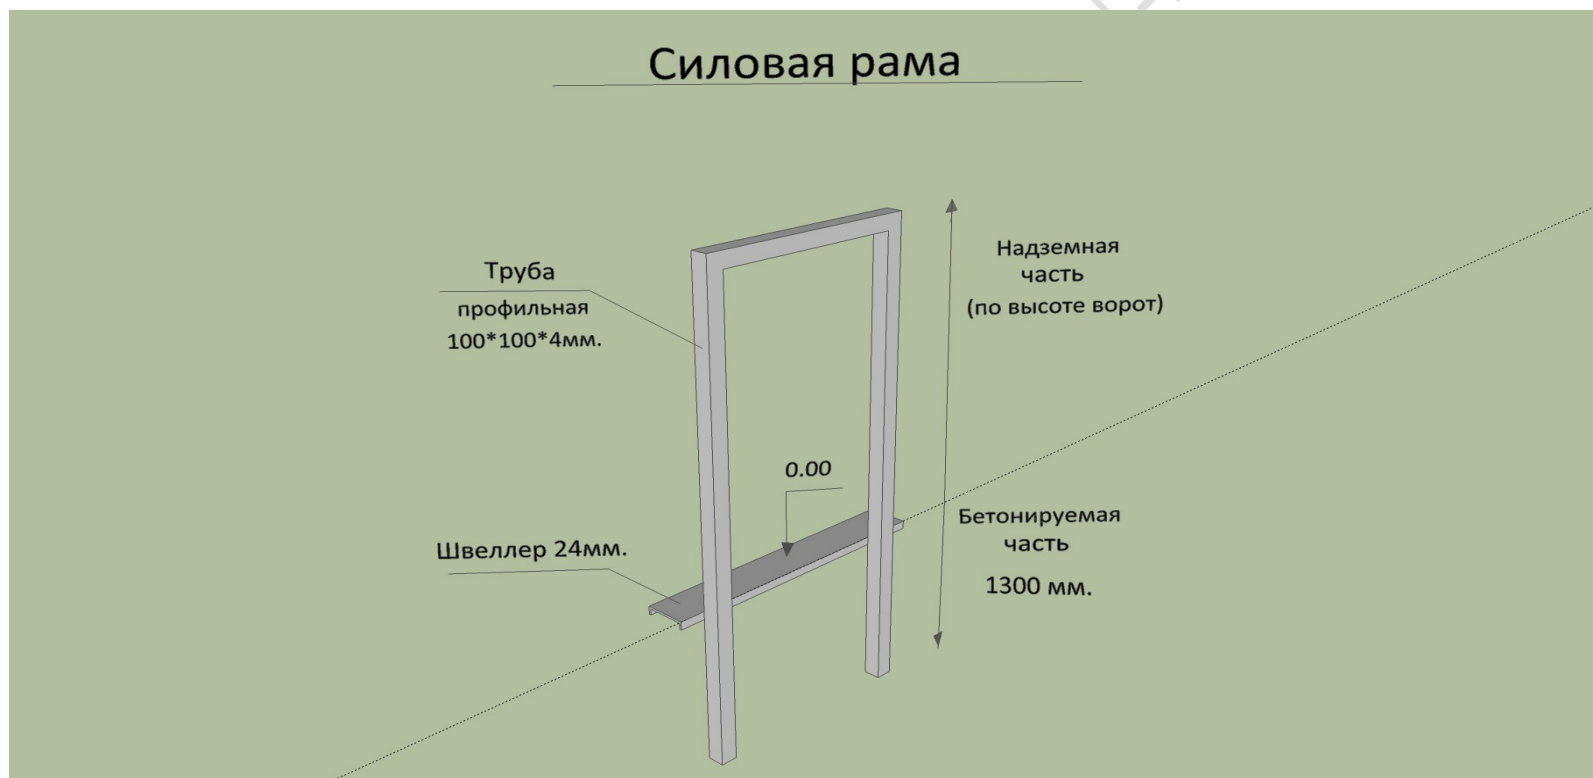 Силовая рама
Труба
профильная
100*100*4мм.
Надземная
часть
(по высоте ворот)
0.00
Швеллер 24мм.
Бетонируемая
часть
1300 мм.